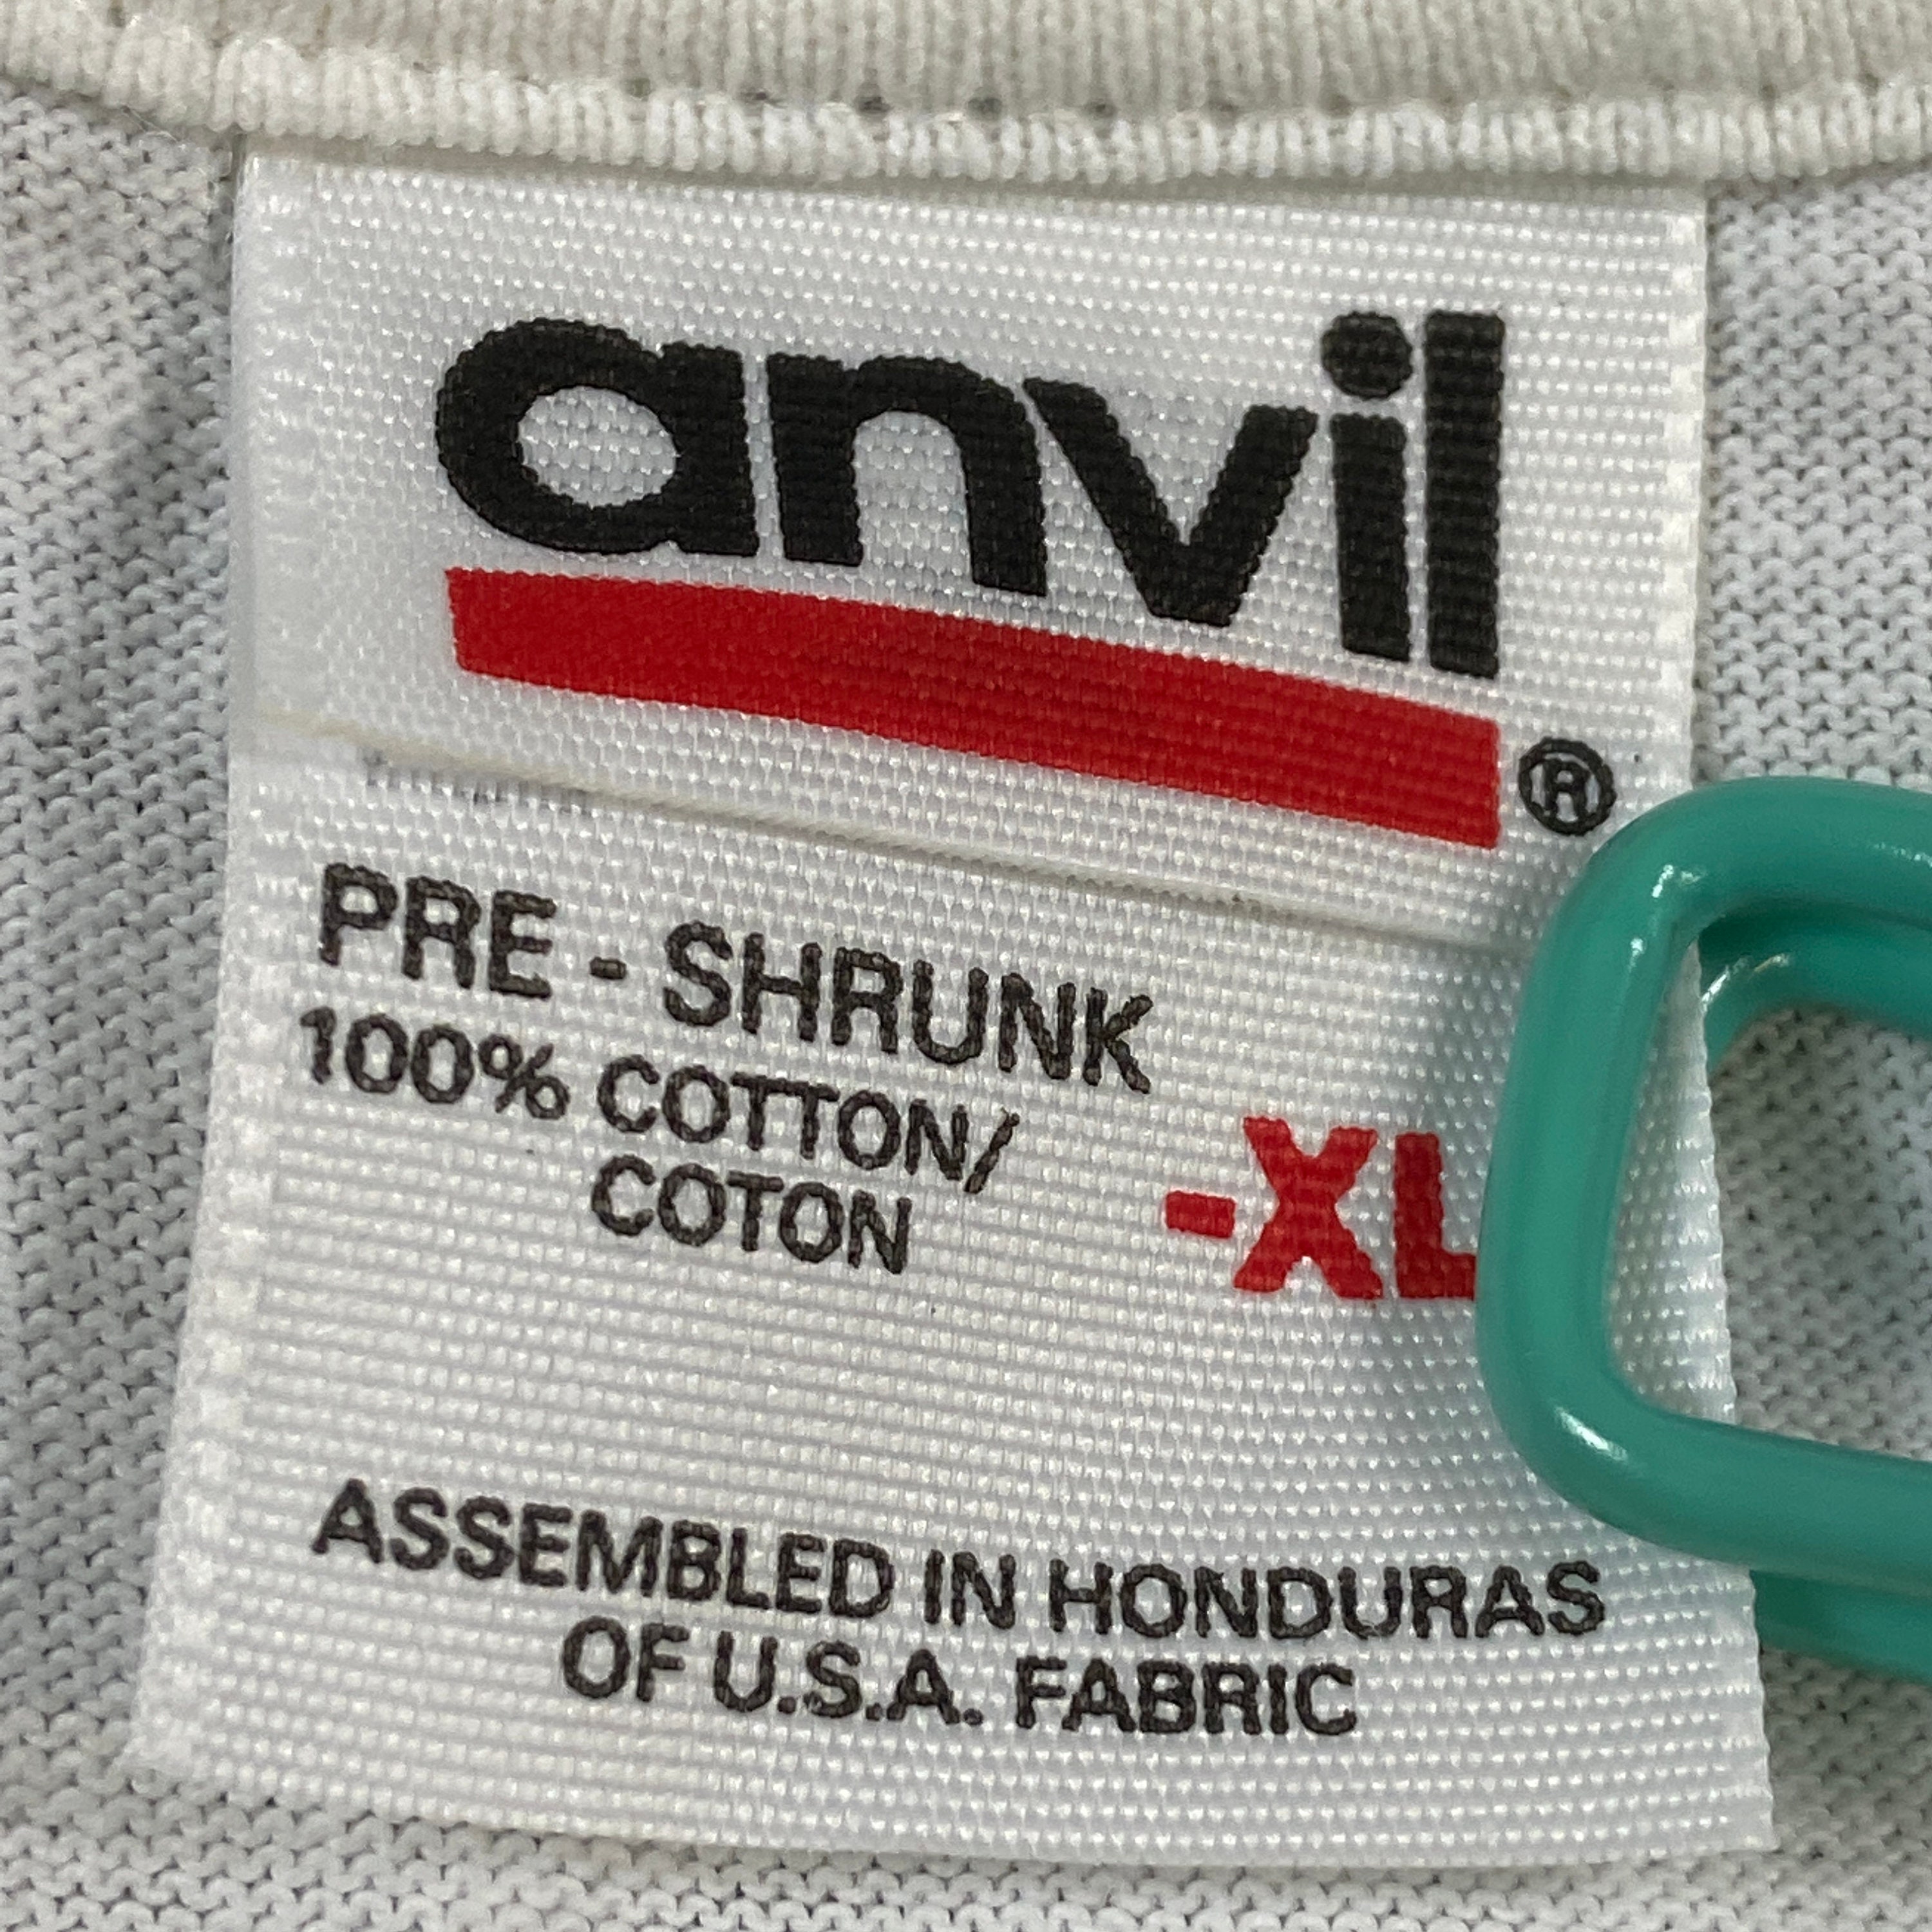 anvil
®
PRE - SHRUNK
100% COTTON/
COTON
-XL
ASSEMBLED IN HONDURAS
OF U.S.A. FABRIC